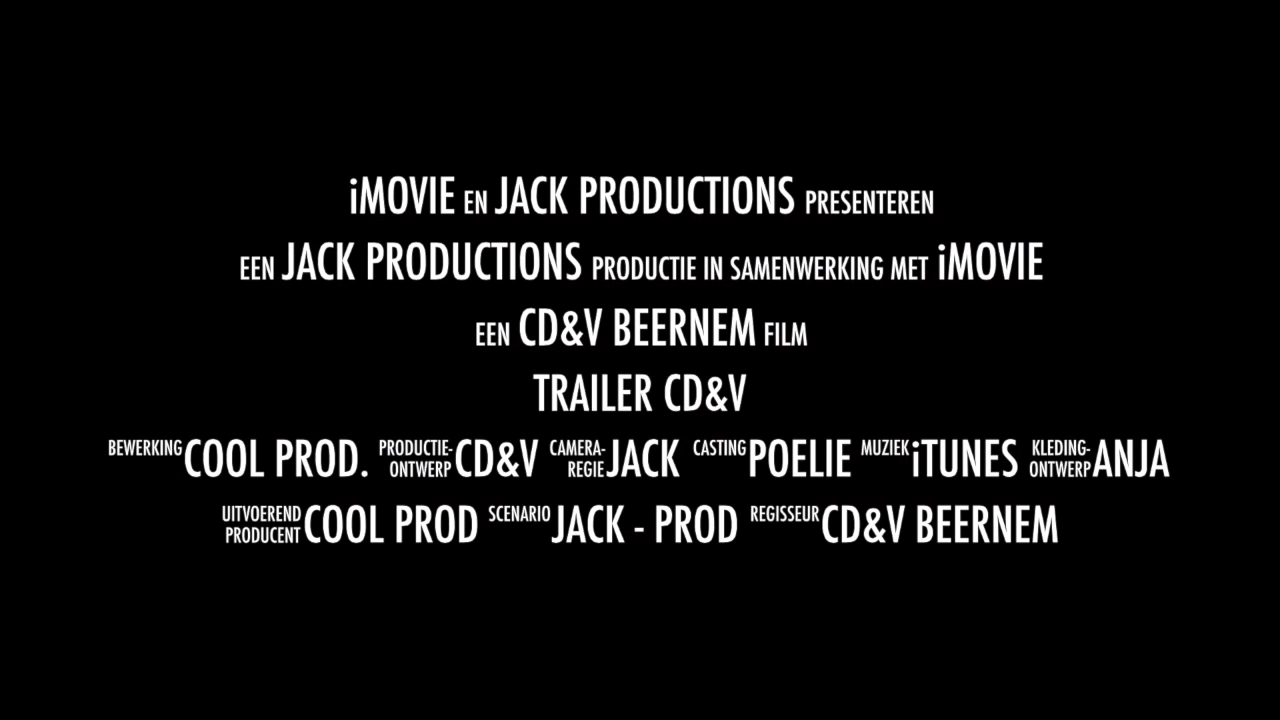 iMOVIE EN JACK PRODUCTIONS PRESENTEREN
EEN JACK PRODUCTIONS PRODUCTIE IN SAMENWERKING MET iMOVIE
EEN CD&V BEERNEM FILM
TRAILER CD&V
BEWERKING COOL PROD. PRODUCTIE-ONTWERP CD&V CAMERA-REGIE JACK CASTING POELIE MUZIEK iTUNES KLEDING-ONTWERP ANJA
UITVOEREND PRODUCENT COOL PROD SCENARIO JACK - PROD REGISSEUR CD&V BEERNEM